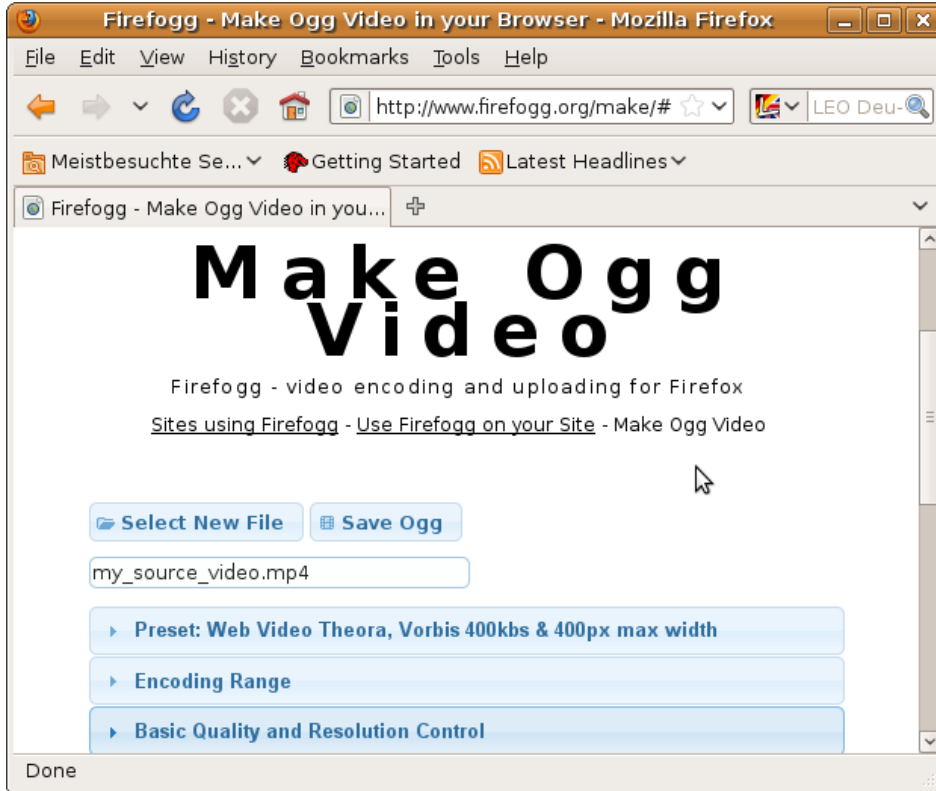 Firefogg - Make Ogg Video in your Browser - Mozilla Firefox
File Edit View History Bookmarks Tools Help
http://www.firefogg.org/make/# LEO Deu-
Meistbesuchte Se... Getting Started Latest Headlines
Firefogg - Make Ogg Video in you...
Make Ogg
Video
Firefogg - video encoding and uploading for Firefox
Sites using Firefogg - Use Firefogg on your Site - Make Ogg Video
Select New File Save Ogg
my_source_video.mp4
Preset: Web Video Theora, Vorbis 400kbs & 400px max width
Encoding Range
Basic Quality and Resolution Control
Done